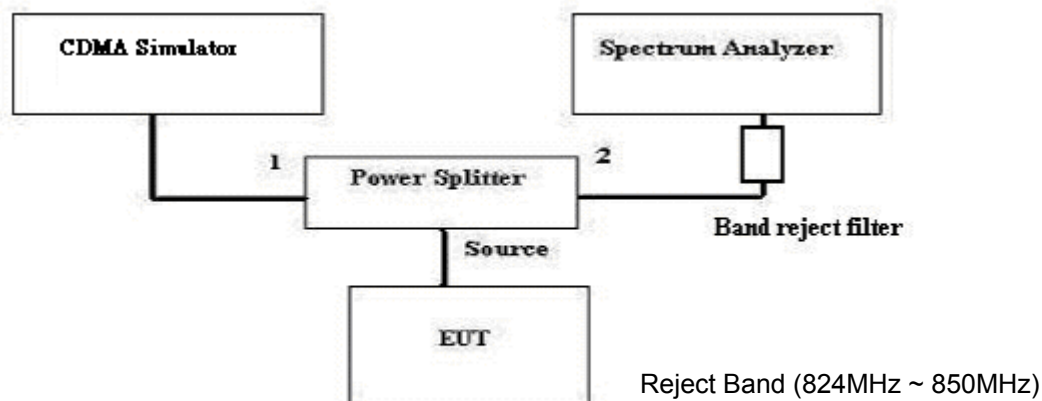 CDMA Simulator
Spectrum Analyzer
1
2
Power Splitter
Band reject filter
Source
EUT
Reject Band (824MHz ~ 850MHz)